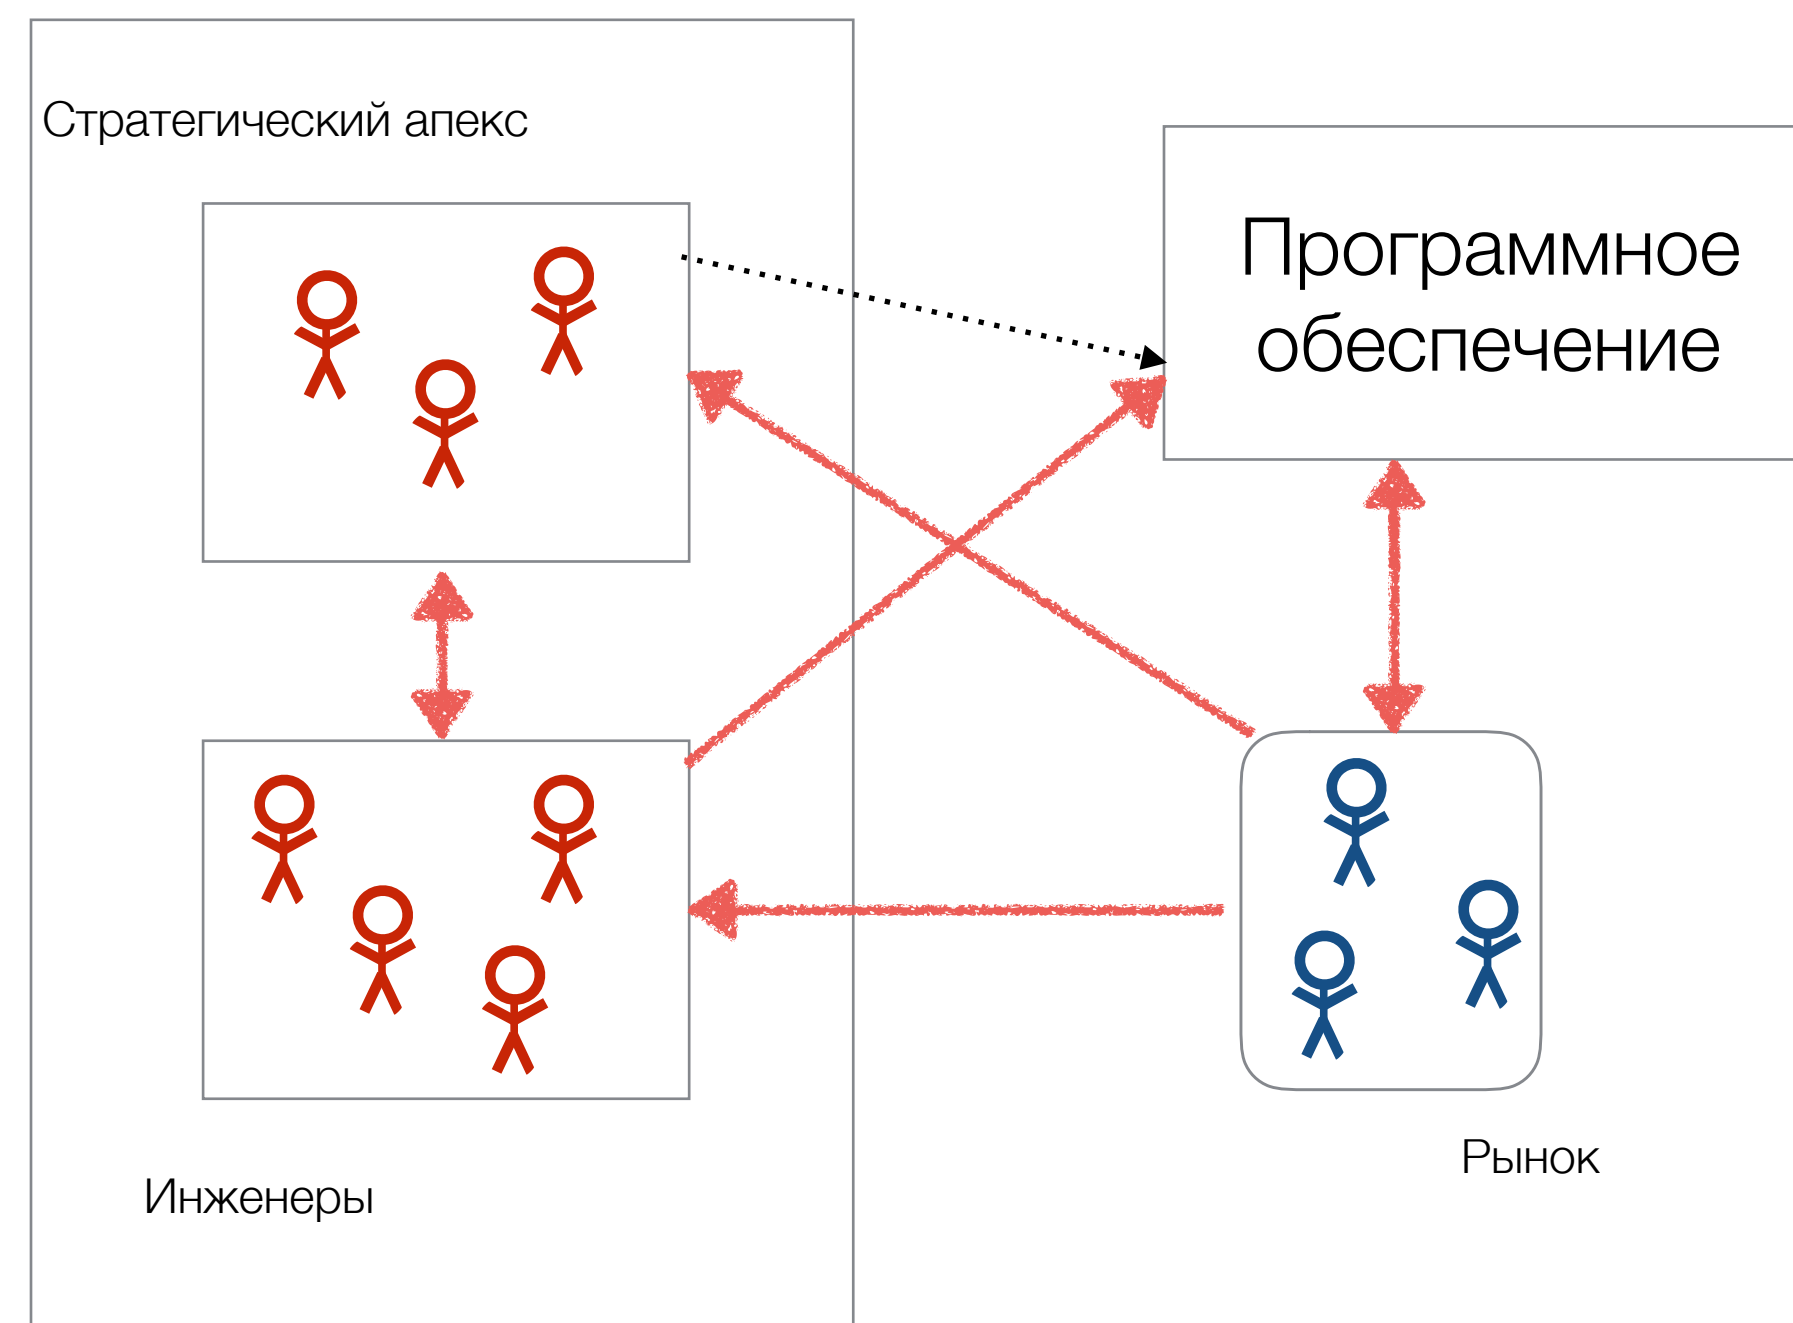 Стратегический апекс
Программное
обеспечение
Рынок
Инженеры